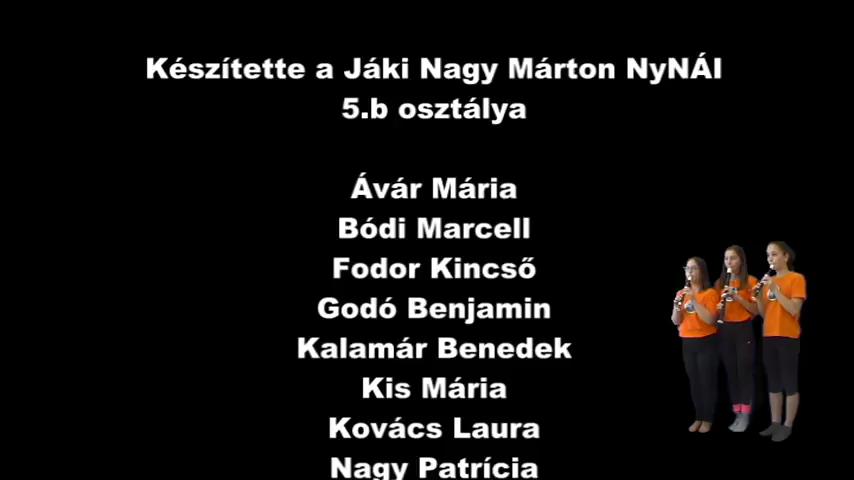 Készítette a Jáki Nagy Márton NyNÁI
5.b osztálya
Ávár Mária
Bódi Marcell
Fodor Kincső
Godó Benjamin
Kalamár Benedek
Kis Mária
Kovács Laura
Nagy Patrícia